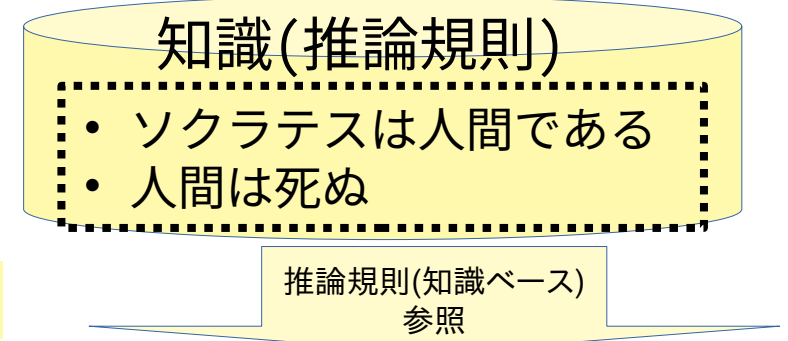 知識(推論規則)
• ソクラテスは人間である
• 人間は死ぬ
推論規則(知識ベース)
参照